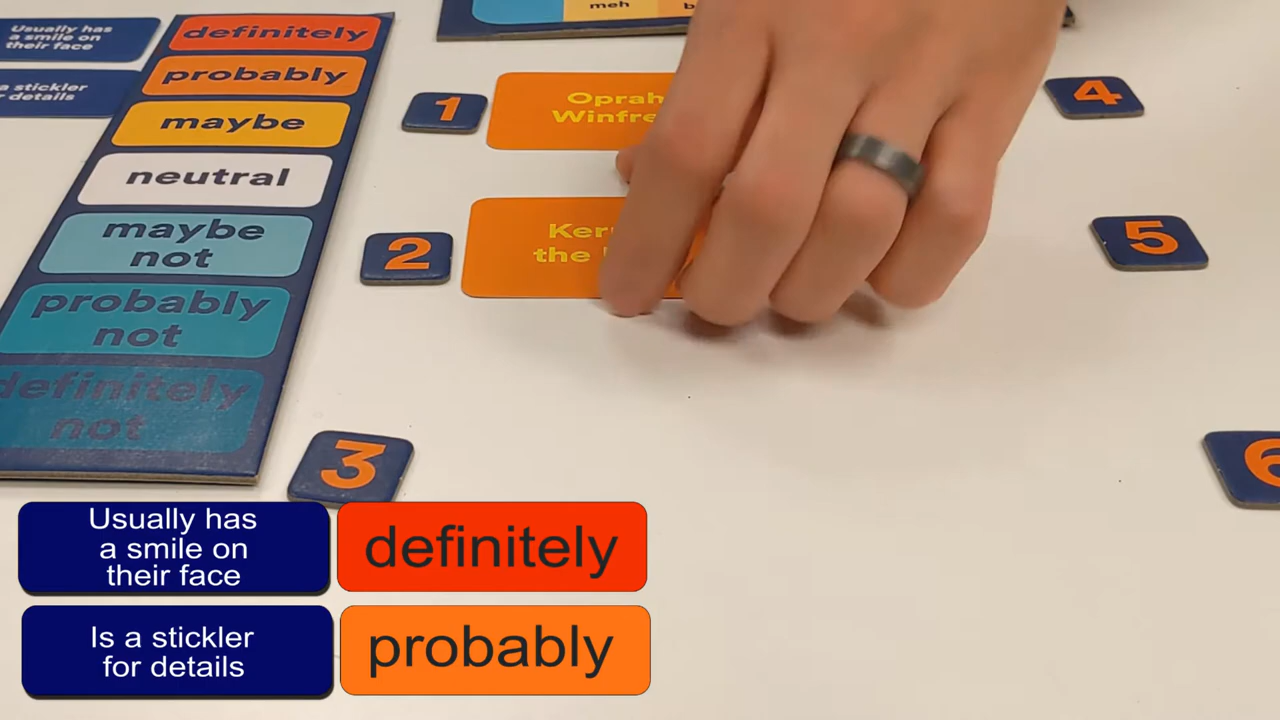 Usually has
a smile on
their face
a stickler
details
definitely
probably
maybe
neutral
maybe
not
probably
not
definitely
not
meh
1
Oprah
Winfre
2
Ker
the
3
4
5
6
Usually has
a smile on
their face
definitely
Is a stickler
for details
probably